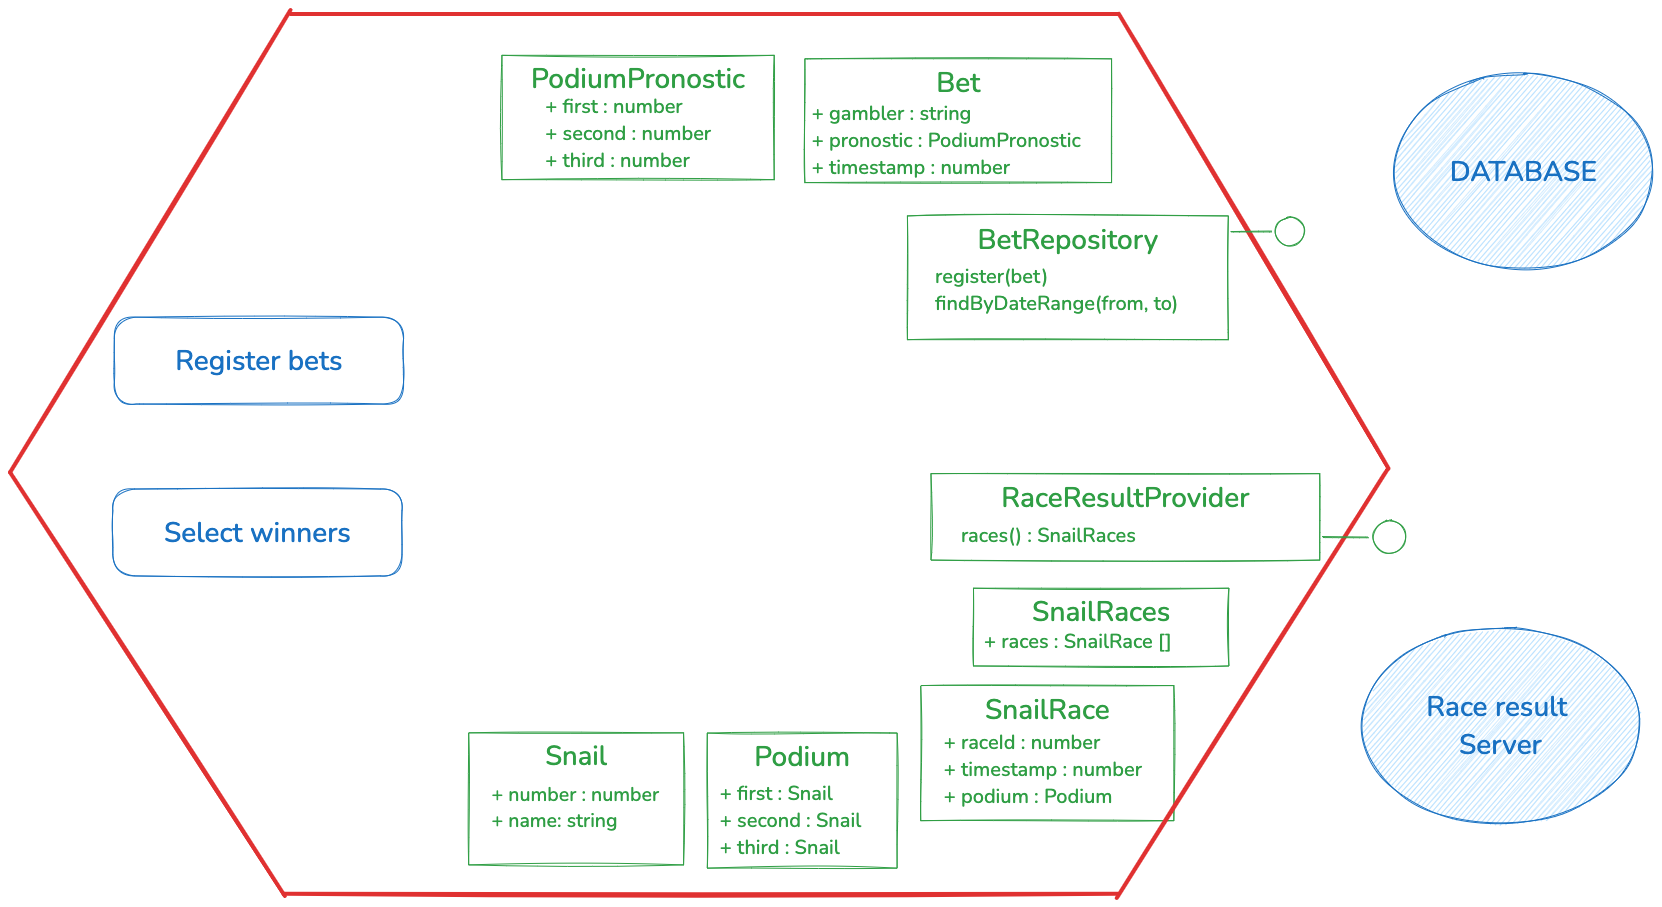 PodiumPronostic
+ first : number
+ second : number
+ third : number
Bet
+ gambler : string
+ pronostic : PodiumPronostic
+ timestamp : number
DATABASE
BetRepository
register(bet)
findByDateRange(from, to)
Register bets
Select winners
RaceResultProvider
races() : SnailRaces
SnailRaces
+ races : SnailRace []
SnailRace
+ raceId : number
+ timestamp : number
+ podium : Podium
Race result
Server
Snail
+ number : number
+ name: string
Podium
+ first : Snail
+ second : Snail
+ third : Snail